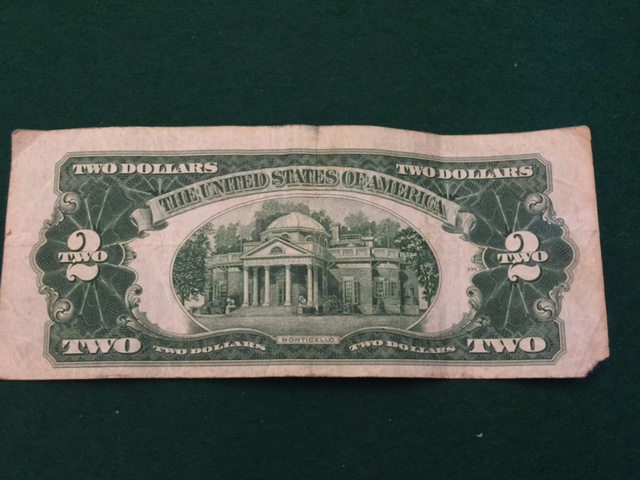 TWO DOLLARS TWO DOLLARS
THE UNITED STATES OF AMERICA
2 2
TWO TWO
MONTICELLO
TWO TWO DOLLARS TWO DOLLARS TWO